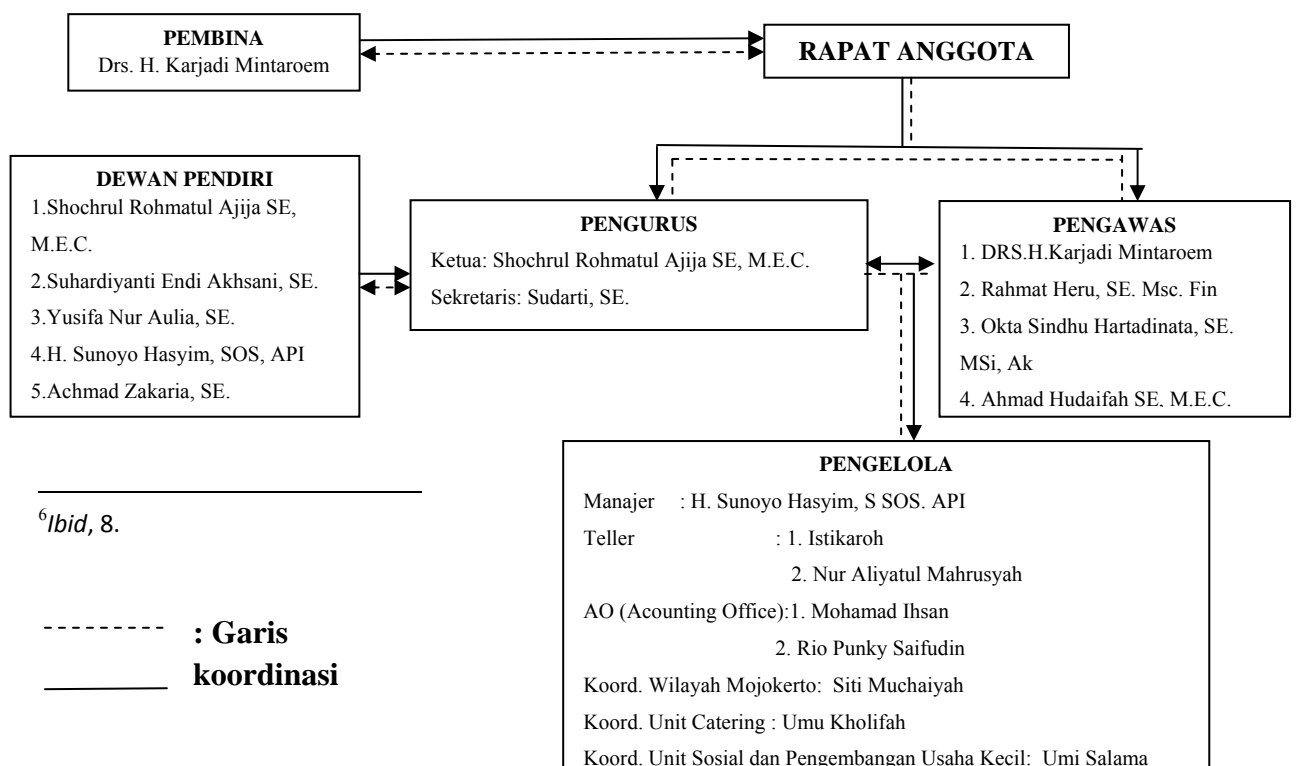 PEMBINA
Drs. H. Karjadi Mintaroem
RAPAT ANGGOTA
DEWAN PENDIRI
1.Shochrul Rohmatul Ajija SE,
M.E.C.
2.Suhardiyanti Endi Akhsani, SE.
3.Yusifa Nur Aulia, SE.
4.H. Sunoyo Hasyim, SOS, API
5.Achmad Zakaria, SE.
PENGURUS
Ketua: Shochrul Rohmatul Ajija SE, M.E.C.
Sekretaris: Sudarti, SE.
PENGAWAS
1. DRS.H.Karjadi Mintaroem
2. Rahmat Heru, SE. Msc. Fin
3. Okta Sindhu Hartadinata, SE.
MSi, Ak
4. Ahmad Hudaifah SE, M.E.C.
PENGELOLA
Manajer : H. Sunoyo Hasyim, S SOS. API
Teller : 1. Istikaroh
2. Nur Aliyatul Mahrusyah
AO (Acounting Office):1. Mohamad Ihsan
2. Rio Punky Saifudin
Koord. Wilayah Mojokerto: Siti Muchaiyah
Koord. Unit Catering : Umu Kholifah
Koord. Unit Sosial dan Pengembangan Usaha Kecil: Umi Salama
6Ibid, 8.
: Garis
koordinasi